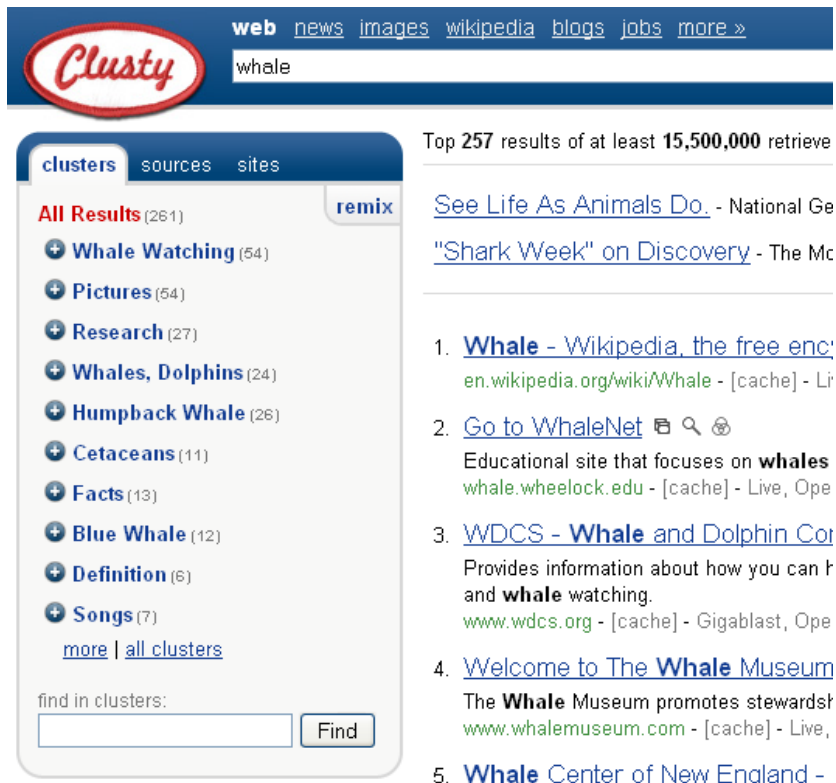 Clusty
web news images wikipedia blogs jobs more »
whale
clusters sources sites
remix
All Results (261)
Whale Watching (54)
Pictures (54)
Research (27)
Whales, Dolphins (24)
Humpback Whale (26)
Cetaceans (11)
Facts (13)
Blue Whale (12)
Definition (6)
Songs (7)
more | all clusters
find in clusters:
Find
Top 257 results of at least 15,500,000 retrieve
See Life As Animals Do. - National Ge
"Shark Week" on Discovery - The Mo
1. Whale - Wikipedia, the free ency
en.wikipedia.org/wiki/Whale - [cache] - Li
2. Go to WhaleNet
Educational site that focuses on whales
whale.wheelock.edu - [cache] - Live, Ope
3. WDCS - Whale and Dolphin Con
Provides information about how you can h
and whale watching.
www.wdcs.org - [cache] - Gigablast, Ope
4. Welcome to The Whale Museum
The Whale Museum promotes stewardsh
www.whalemuseum.com - [cache] - Live,
5. Whale Center of New England -